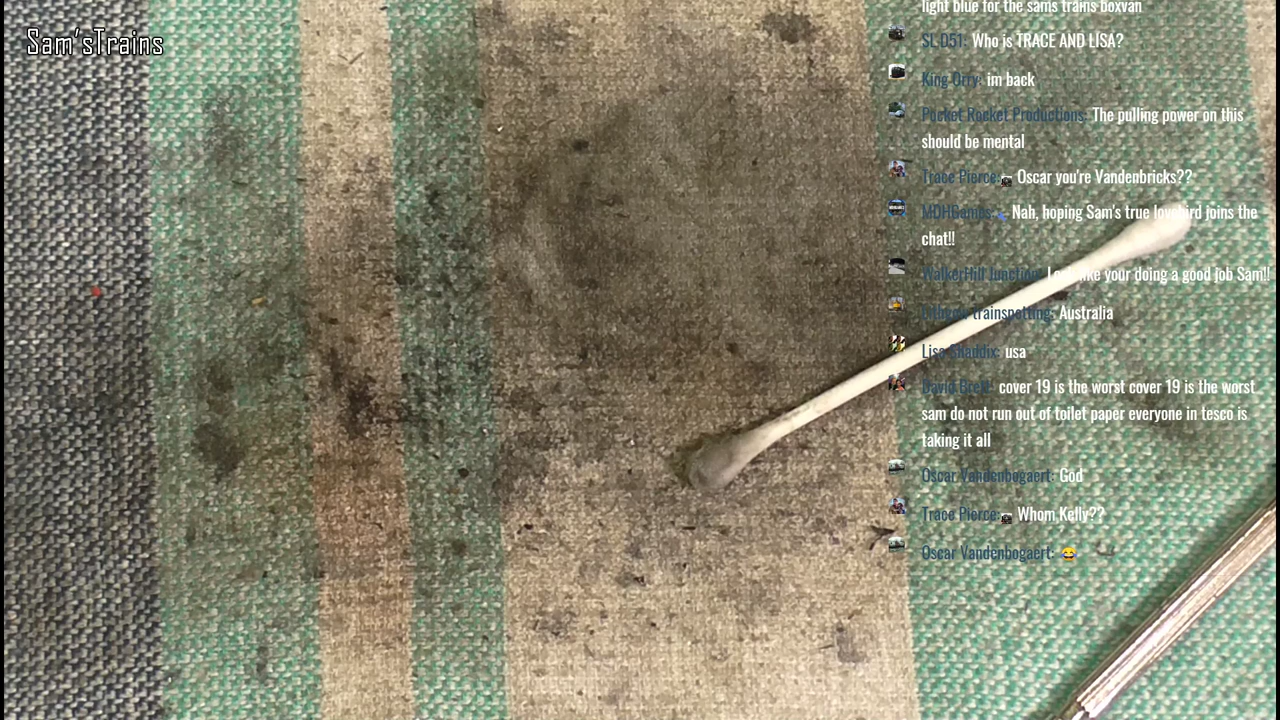 Sam'sTrains
light blue for the sams trains boxvan
SL D51: Who is TRACE AND LISA?
King Orry: im back
Pocket Rocket Productions: The pulling power on this
should be mental
Trace Pierce: Oscar you're Vandenbricks??
MDHGames: Nah, hoping Sam's true lovebird joins the
chat!!
WalkerHill Junction: Look like your doing a good job Sam!!
trainspotting: Australia
Lisa Shaddix: usa
David Brett: cover 19 is the worst cover 19 is the worst
sam do not run out of toilet paper everyone in tesco is
taking it all
Oscar Vandenbogaert: God
Trace Pierce: Whom Kelly??
Oscar Vandenbogaert: 😂